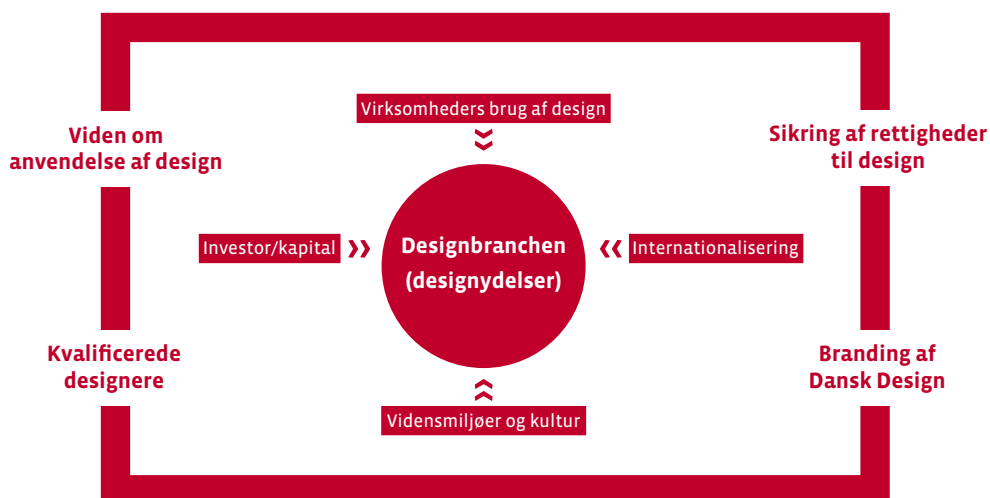 Virksomheders brug af design
Viden om
anvendelse af design
Sikring af rettigheder
til design
Investor/kapital
Designbranchen
(designydelser)
Internationalisering
Kvalificerede
designere
Branding af
Dansk Design
Vidensmiljøer og kultur